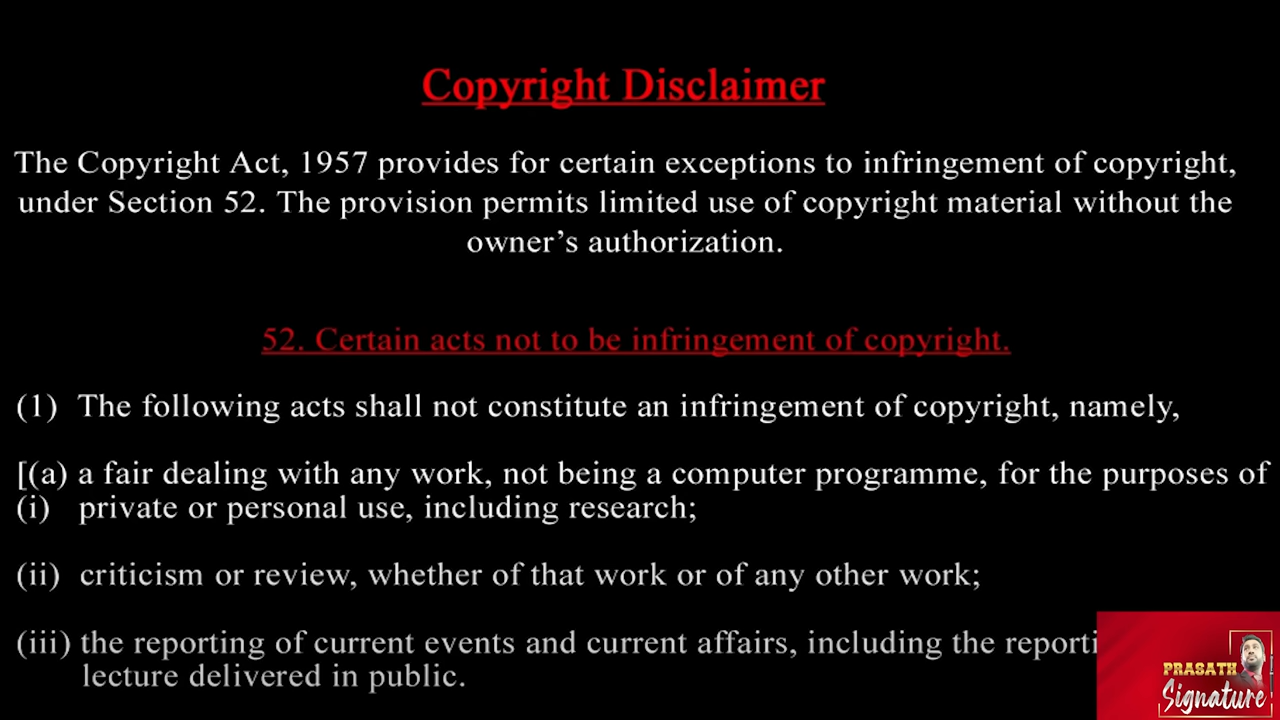 Copyright Disclaimer
The Copyright Act, 1957 provides for certain exceptions to infringement of copyright,
under Section 52. The provision permits limited use of copyright material without the
owner’s authorization.
52. Certain acts not to be infringement of copyright.
(1) The following acts shall not constitute an infringement of copyright, namely,
[(a) a fair dealing with any work, not being a computer programme, for the purposes of
(i) private or personal use, including research;
(ii) criticism or review, whether of that work or of any other work;
(iii) the reporting of current events and current affairs, including the
lecture delivered in public.
PRASATH
Signature